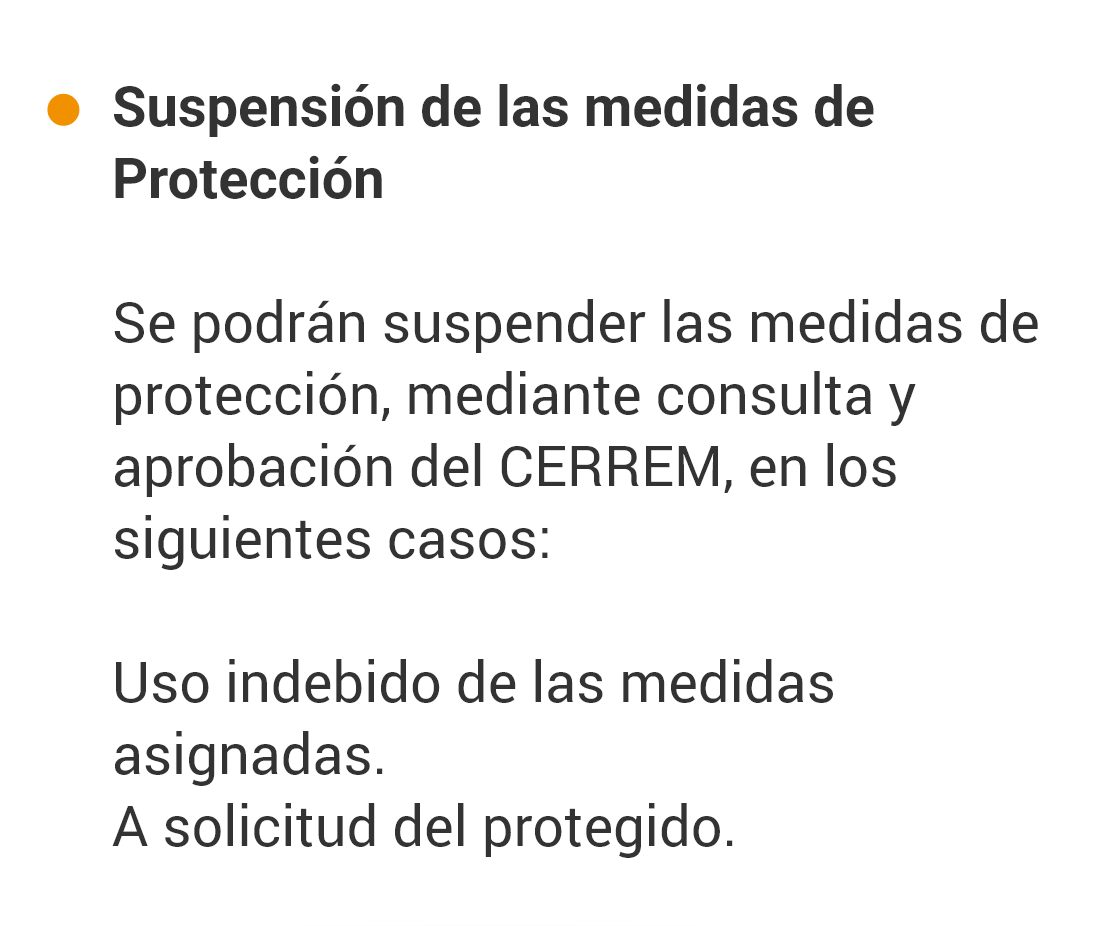 Suspensión de las medidas de
Protección
Se podrán suspender las medidas de
protección, mediante consulta y
aprobación del CERREM, en los
siguientes casos:
Uso indebido de las medidas
asignadas.
A solicitud del protegido.